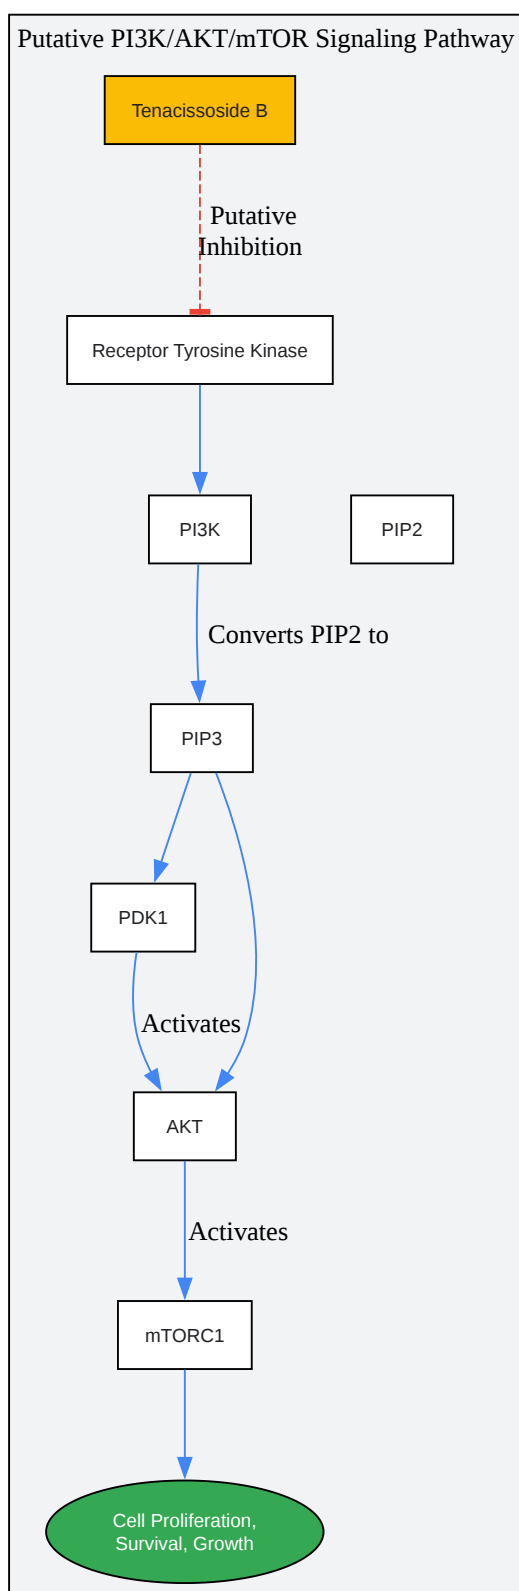 Putative PI3K/AKT/mTOR Signaling Pathway
Tenacissoside B
Putative
Inhibition
Receptor Tyrosine Kinase
PI3K
PIP2
Converts PIP2 to
PIP3
PDK1
Activates
AKT
Activates
mTORC1
Cell Proliferation,
Survival, Growth